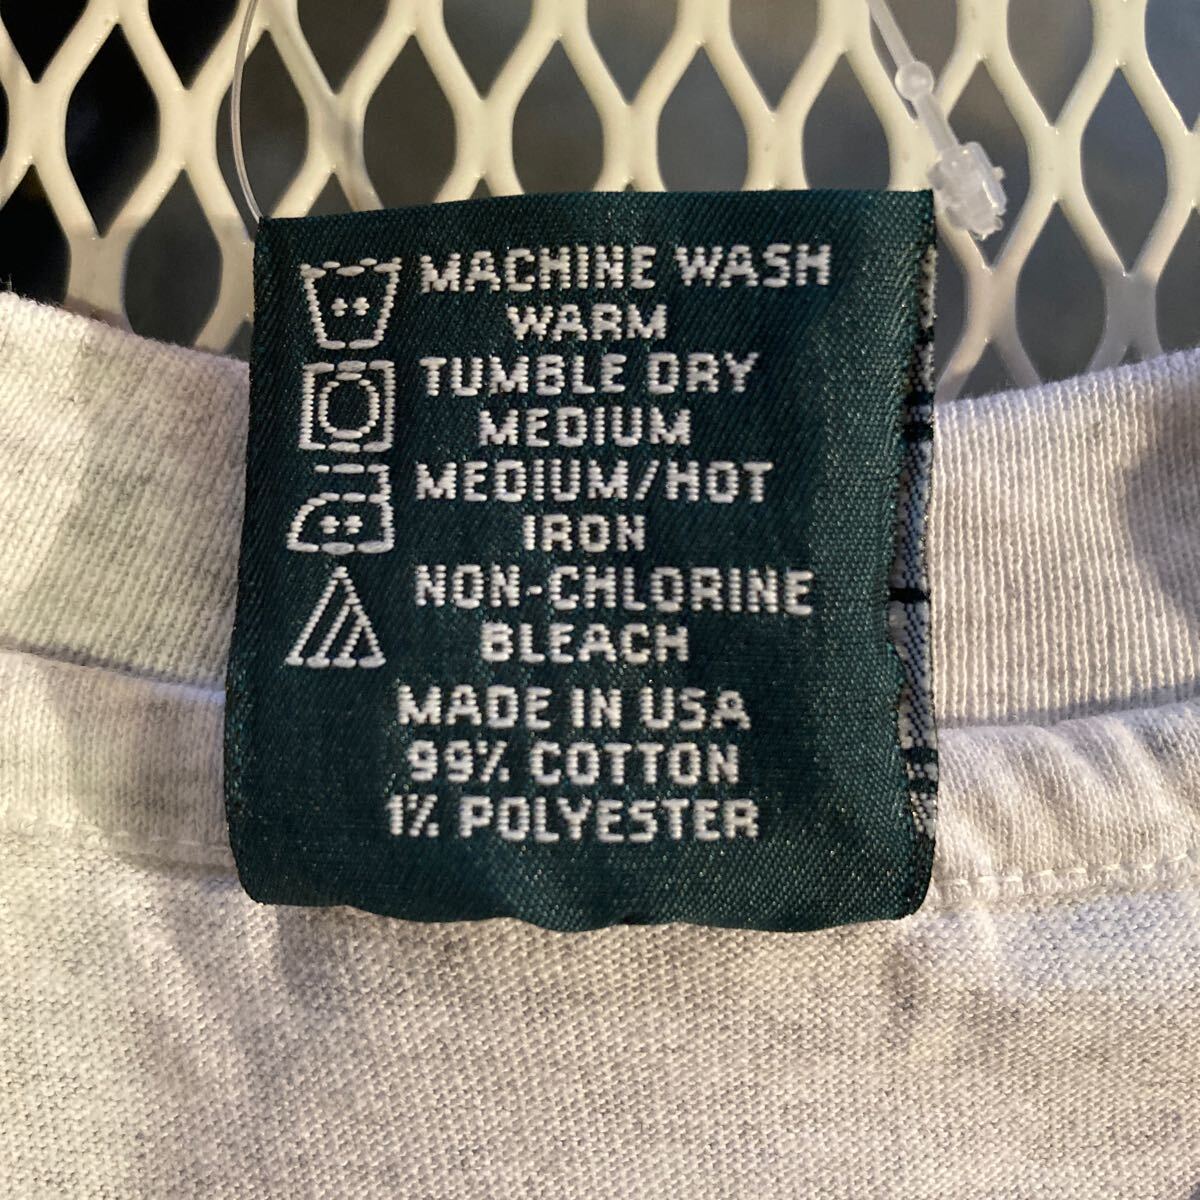 MACHINE WASH
WARM
TUMBLE DRY
MEDIUM
MEDIUM/HOT
IRON
NON-CHLORINE
BLEACH
MADE IN USA
99% COTTON
1% POLYESTER